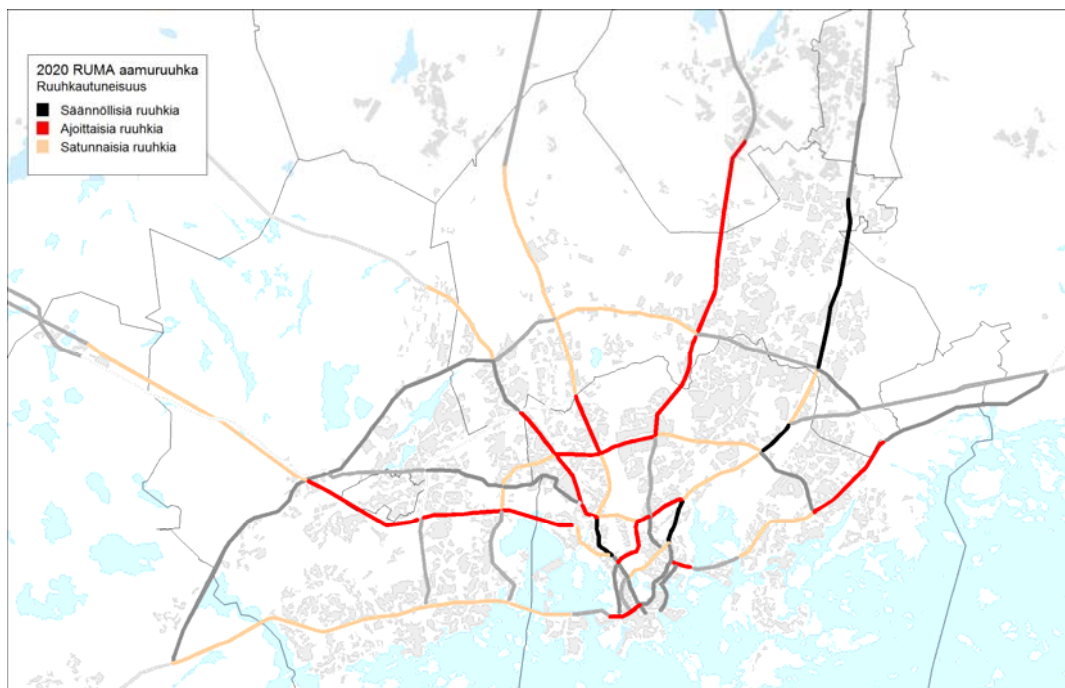 2020 RUMA aamuruuhka
Ruuhkautuneisuus
Säännöllisiä ruuhkia
Ajoittaisia ruuhkia
Satunnaisia ruuhkia